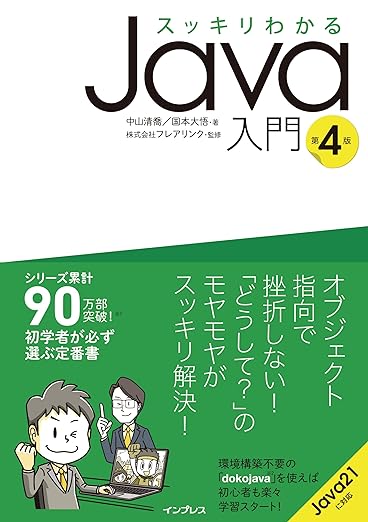 スッキリわかる
Java
入門
第4版
中山清喬/国本大悟・著
株式会社フレアリンク・監修
シリーズ累計
90万部
突破!
初学者が必ず
選ぶ定番書
オブジェクト
指向で
挫折しない!
「どうして?」の
モヤモヤが
スッキリ解決!
環境構築不要の
「dokojava」を使えば
初心者も楽々
学習スタート!
Java21
に対応
インプレス